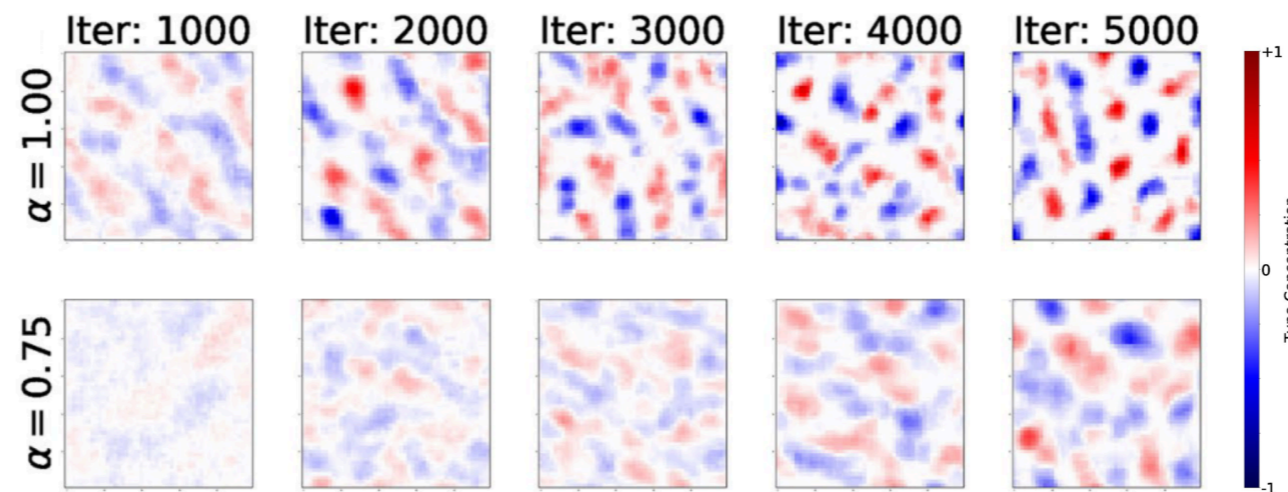 Iter: 1000 Iter: 2000 Iter: 3000 Iter: 4000 Iter: 5000
α = 1.00
α = 0.75
+1
0
-1